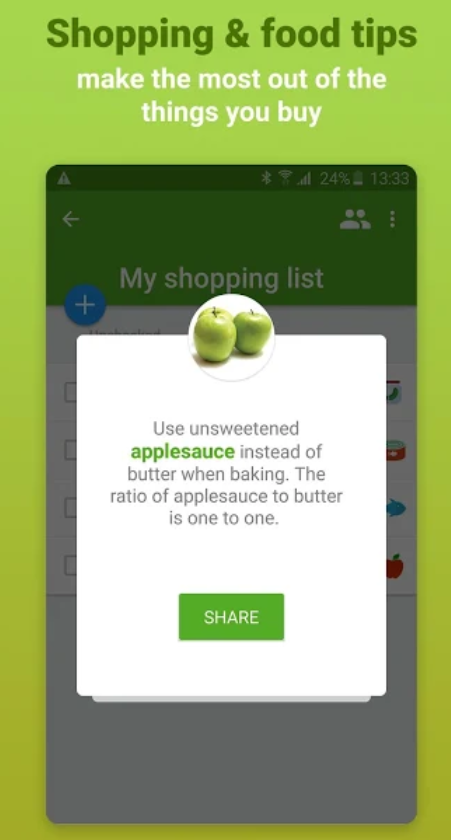 Shopping & food tips
make the most out of the
things you buy
24% 13:33
My shopping list
Unchecked
Use unsweetened
applesauce instead of
butter when baking. The
ratio of applesauce to butter
is one to one.
SHARE